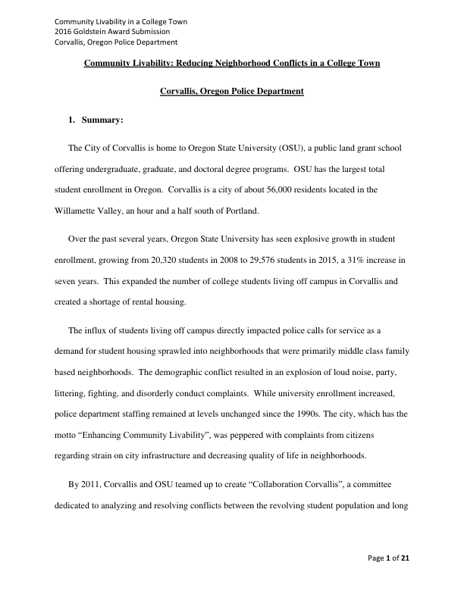 Community Livability in a College Town
2016 Goldstein Award Submission
Corvallis, Oregon Police Department
Community Livability: Reducing Neighborhood Conflicts in a College Town
Corvallis, Oregon Police Department
1. Summary:
The City of Corvallis is home to Oregon State University (OSU), a public land grant school
offering undergraduate, graduate, and doctoral degree programs. OSU has the largest total
student enrollment in Oregon. Corvallis is a city of about 56,000 residents located in the
Willamette Valley, an hour and a half south of Portland.
Over the past several years, Oregon State University has seen explosive growth in student
enrollment, growing from 20,320 students in 2008 to 29,576 students in 2015, a 31% increase in
seven years. This expanded the number of college students living off campus in Corvallis and
created a shortage of rental housing.
The influx of students living off campus directly impacted police calls for service as a
demand for student housing sprawled into neighborhoods that were primarily middle class family
based neighborhoods. The demographic conflict resulted in an explosion of loud noise, party,
littering, fighting, and disorderly conduct complaints. While university enrollment increased,
police department staffing remained at levels unchanged since the 1990s. The city, which has the
motto “Enhancing Community Livability”, was peppered with complaints from citizens
regarding strain on city infrastructure and decreasing quality of life in neighborhoods.
By 2011, Corvallis and OSU teamed up to create “Collaboration Corvallis”, a committee
dedicated to analyzing and resolving conflicts between the revolving student population and long
Page 1 of 21